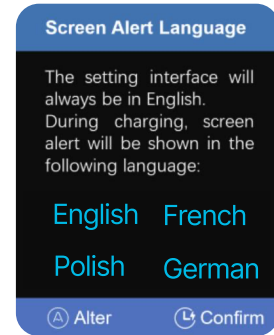 Screen Alert Language
The setting interface will
always be in English.
During charging, screen
alert will be shown in the
following language:
English French
Polish German
A Alter Confirm